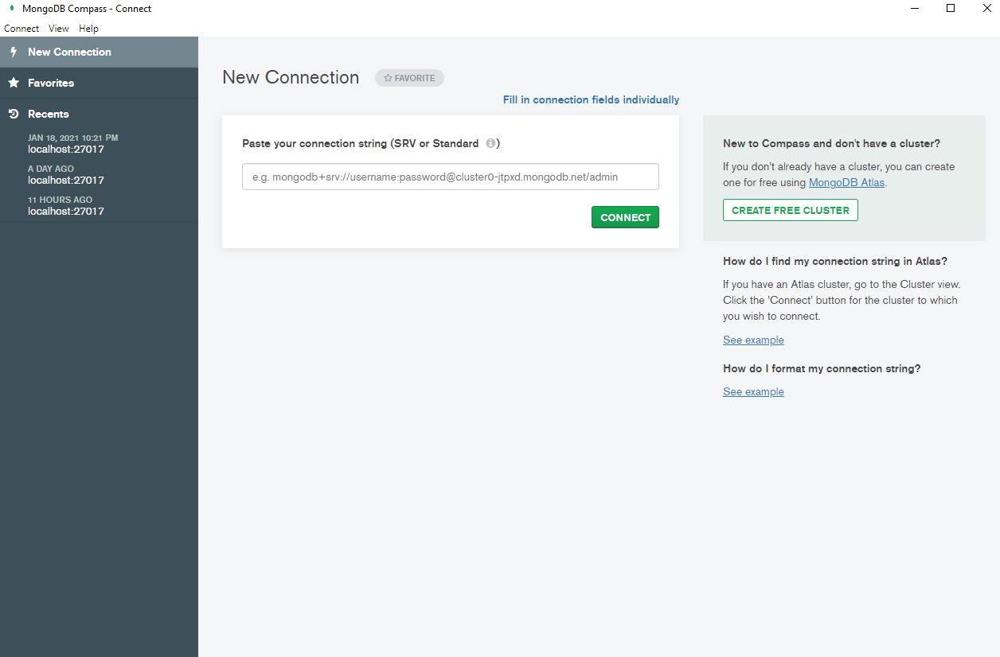 MongoDB Compass - Connect
Connect View Help
New Connection
Favorites
Recents
JAN 18, 2021 10:21 PM
localhost:27017
A DAY AGO
localhost:27017
11 HOURS AGO
localhost:27017
New Connection
FAVORITE
Fill in connection fields individually
Paste your connection string (SRV or Standard i)
e.g. mongodb+srv://username:password@cluster0-jtpxd.mongodb.net/admin
CONNECT
New to Compass and don't have a cluster?
If you don't already have a cluster, you can create
one for free using MongoDB Atlas.
CREATE FREE CLUSTER
How do I find my connection string in Atlas?
If you have an Atlas cluster, go to the Cluster view.
Click the 'Connect' button for the cluster to which
you wish to connect.
See example
How do I format my connection string?
See example